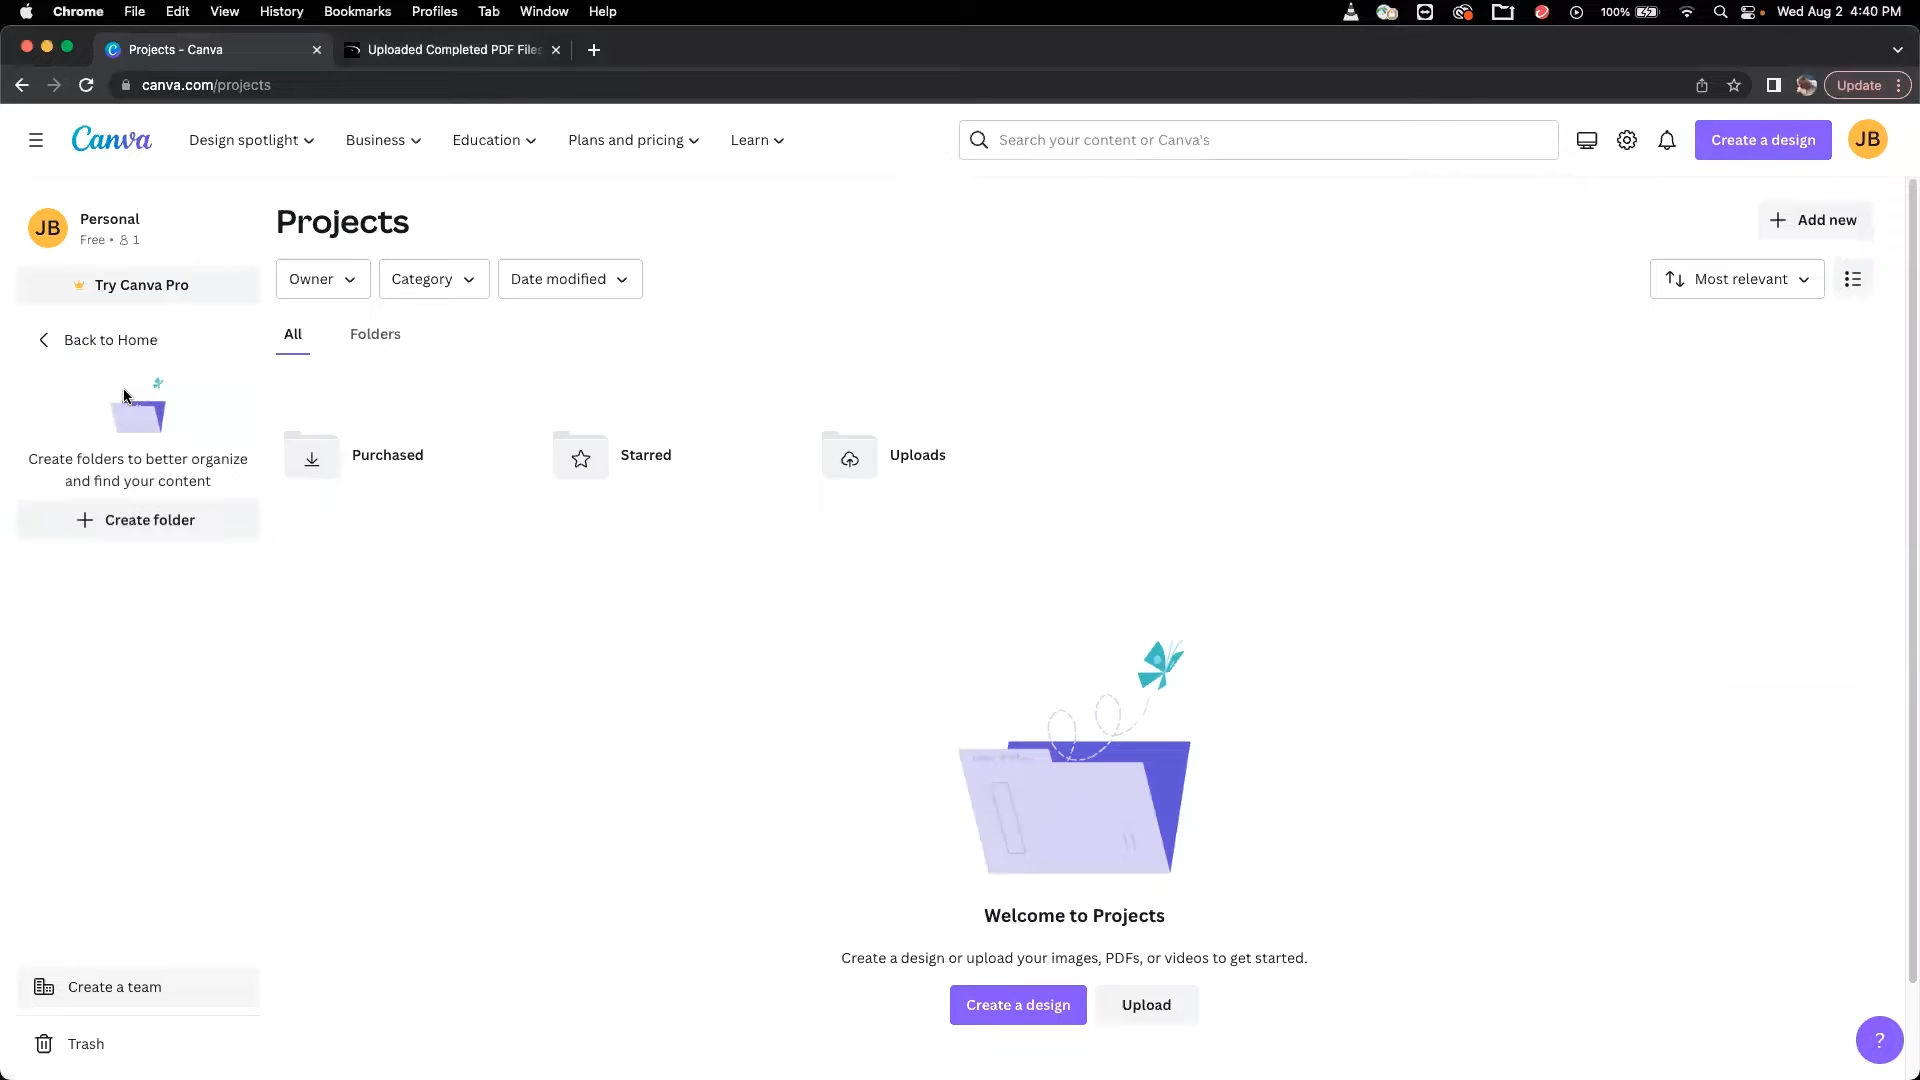 Chrome File Edit View History Bookmarks Profiles Tab Window Help 100% Wed Aug 2 4:40 PM
Projects - Canva Uploaded Completed PDF Files
canva.com/projects Update
Canva Design spotlight Business Education Plans and pricing Learn Search your content or Canva's Create a design JB
JB Personal
Free • 1
Try Canva Pro
Back to Home
Create folders to better organize
and find your content
Create folder
Create a team
Trash
Projects Add new
Owner Category Date modified Most relevant
All Folders
Purchased Starred Uploads
Welcome to Projects
Create a design or upload your images, PDFs, or videos to get started.
Create a design Upload
?